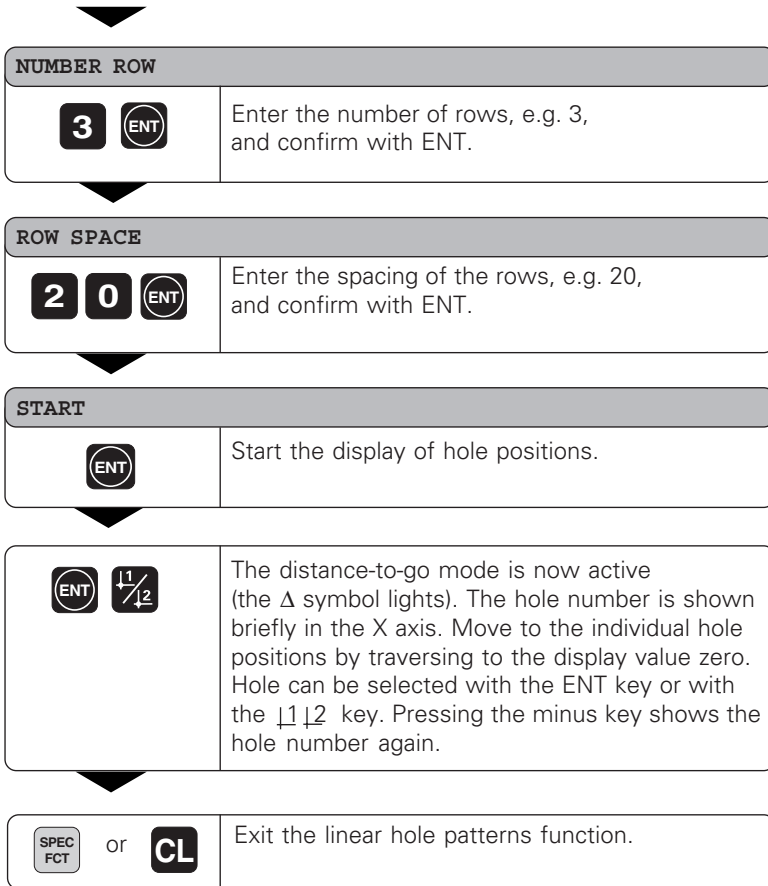 NUMBER ROW
3 ENT
Enter the number of rows, e.g. 3,
and confirm with ENT.
ROW SPACE
2 0 ENT
Enter the spacing of the rows, e.g. 20,
and confirm with ENT.
START
ENT
Start the display of hole positions.
ENT 1/2
The distance-to-go mode is now active
(the Δ symbol lights). The hole number is shown
briefly in the X axis. Move to the individual hole
positions by traversing to the display value zero.
Hole can be selected with the ENT key or with
the ↓1↓2 key. Pressing the minus key shows the
hole number again.
SPEC
FCT
or CL
Exit the linear hole patterns function.